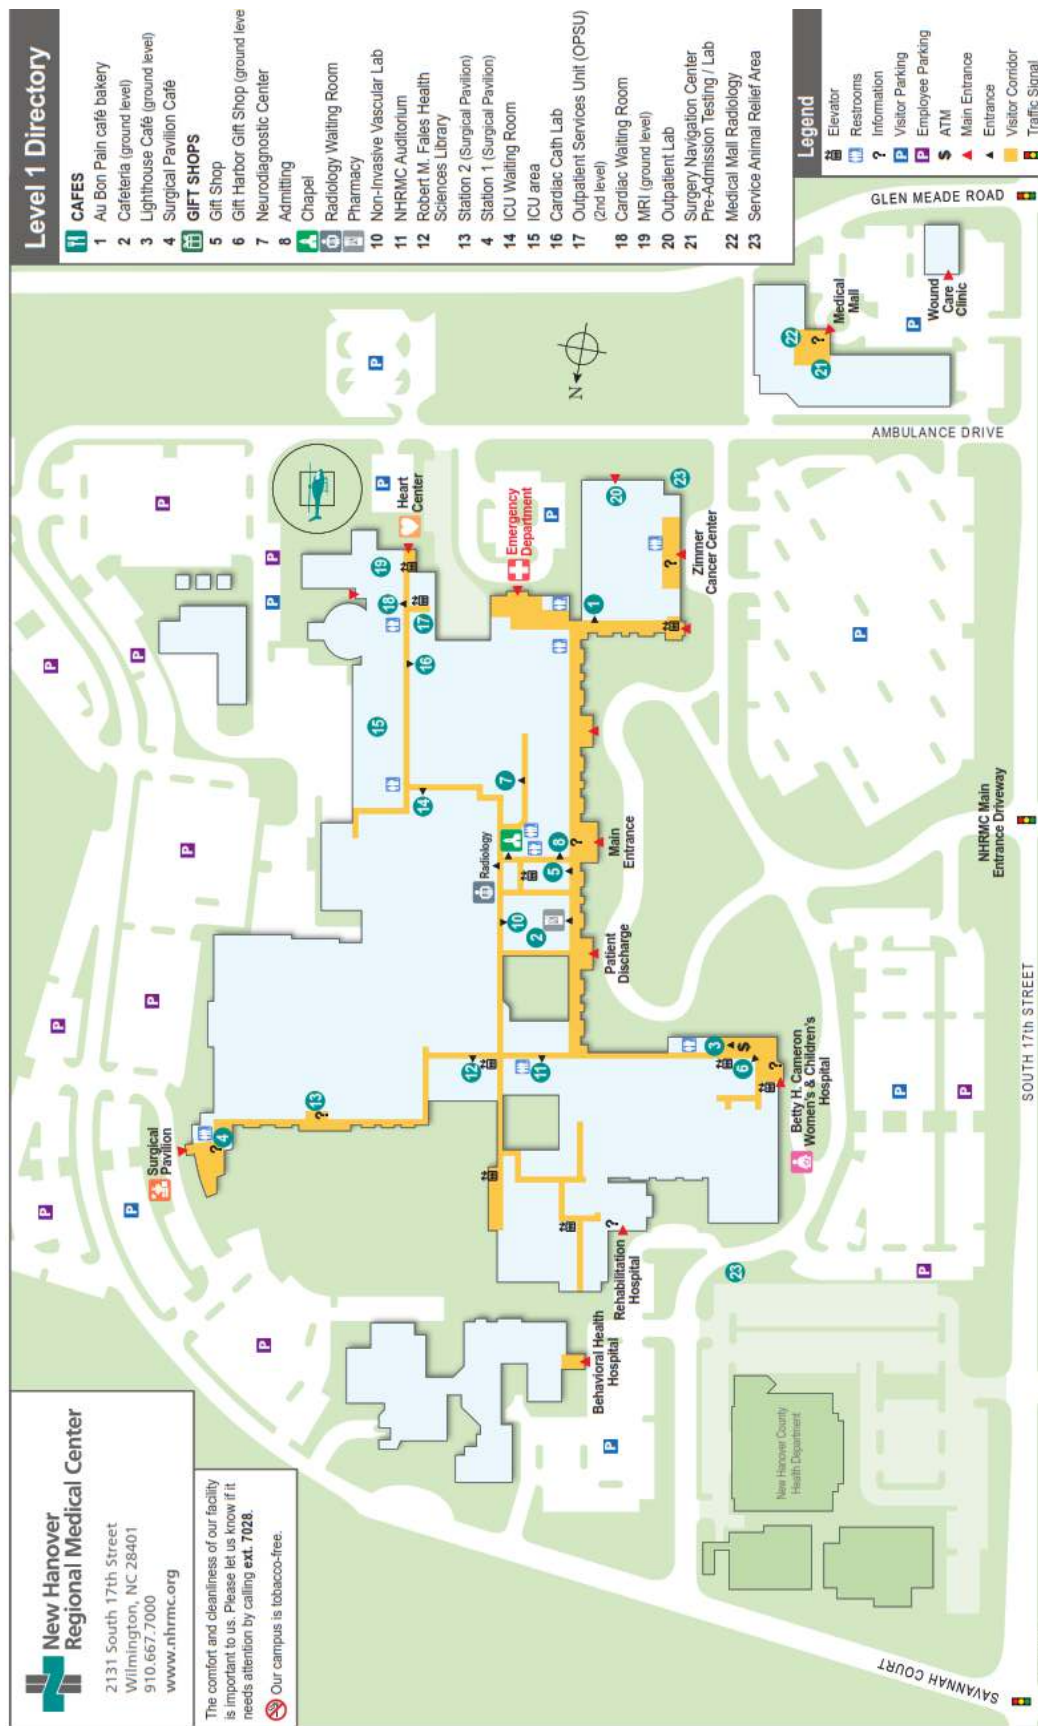 New Hanover
Regional Medical Center
2131 South 17th Street
Wilmington, NC 28401
910.667.7000
www.nhrmc.org
The comfort and cleanliness of our facility
is important to us. Please let us know if it
needs attention by calling ext. 7028.
Our campus is tobacco-free.
Level 1 Directory
CAFES
1 Au Bon Pain café bakery
2 Cafeteria (ground level)
3 Lighthouse Café (ground level)
4 Surgical Pavilion Café
GIFT SHOPS
5 Gift Shop
6 Gift Harbor Gift Shop (ground leve
7 Neurodiagnostic Center
8 Admitting
Chapel
Radiology Waiting Room
Pharmacy
10 Non-Invasive Vascular Lab
11 NHRMC Auditorium
12 Robert M. Fales Health
Sciences Library
13 Station 2 (Surgical Pavilion)
4 Station 1 (Surgical Pavilion)
14 ICU Waiting Room
15 ICU area
16 Cardiac Cath Lab
17 Outpatient Services Unit (OPSU)
(2nd level)
18 Cardiac Waiting Room
19 MRI (ground level)
20 Outpatient Lab
21 Surgery Navigation Center
Pre-Admission Testing / Lab
22 Medical Mall Radiology
23 Service Animal Relief Area
Legend
Elevator
Restrooms
? Information
P Visitor Parking
P Employee Parking
$ ATM
Main Entrance
Entrance
Visitor Corridor
Traffic Signal
Surgical
Pavilion
Heart
Center
Emergency
Department
Radiology
Behavioral Health
Hospital
Rehabilitation
Hospital
Betty H. Cameron
Women's & Children's
Hospital
Patient
Discharge
Main
Entrance
Zimmer
Cancer Center
Medical
Mall
Wound
Care
Clinic
New Hanover County
Health Department
N
GLEN MEADE ROAD
AMBULANCE DRIVE
NHRMC Main
Entrance Driveway
SOUTH 17th STREET
SAVANNAH COURT